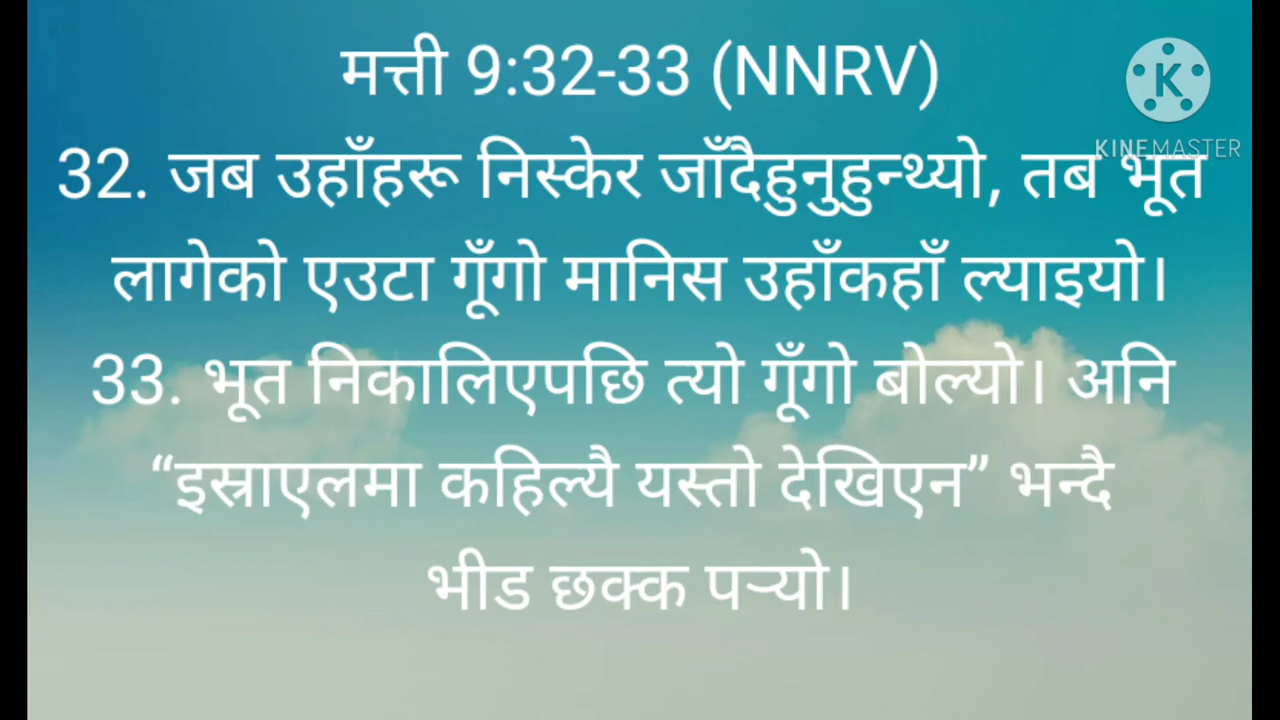 मत्ती 9:32-33 (NNRV)
KINEMASTER
32. जब उहाँहरू निस्केर जाँदैहुनुहुन्थ्यो, तब भूत
लागेको एउटा गूँगो मानिस उहाँकहाँ ल्याइयो।
33. भूत निकालिएपछि त्यो गूँगो बोल्यो। अनि
“इस्राएलमा कहिल्यै यस्तो देखिएन” भन्दै
भीड छक्क पर्‍यो।